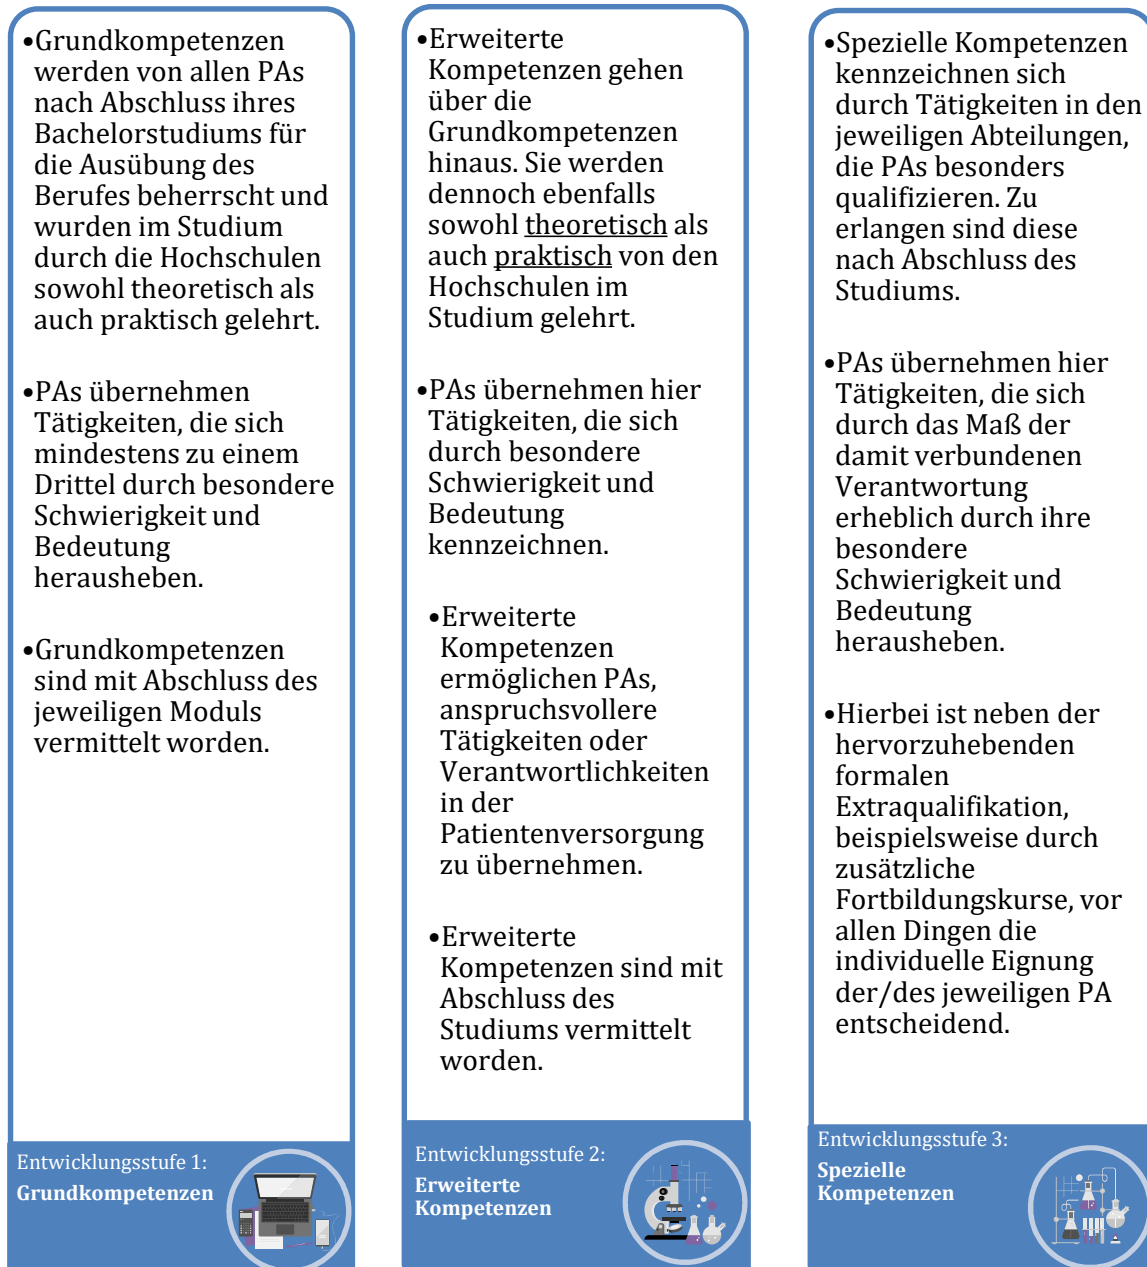 •Grundkompetenzen
werden von allen PAs
nach Abschluss ihres
Bachelorstudiums für
die Ausübung des
Berufes beherrscht und
wurden im Studium
durch die Hochschulen
sowohl theoretisch als
auch praktisch gelehrt.
•PAs übernehmen
Tätigkeiten, die sich
mindestens zu einem
Drittel durch besondere
Schwierigkeit und
Bedeutung
herausheben.
•Grundkompetenzen
sind mit Abschluss des
jeweiligen Moduls
vermittelt worden.
Entwicklungsstufe 1:
Grundkompetenzen
•Erweiterte
Kompetenzen gehen
über die
Grundkompetenzen
hinaus. Sie werden
dennoch ebenfalls
sowohl theoretisch als
auch praktisch von den
Hochschulen im
Studium gelehrt.
•PAs übernehmen hier
Tätigkeiten, die sich
durch besondere
Schwierigkeit und
Bedeutung
kennzeichnen.
•Erweiterte
Kompetenzen
ermöglichen PAs,
anspruchsvollere
Tätigkeiten oder
Verantwortlichkeiten
in der
Patientenversorgung
zu übernehmen.
•Erweiterte
Kompetenzen sind mit
Abschluss des
Studiums vermittelt
worden.
Entwicklungsstufe 2:
Erweiterte
Kompetenzen
•Spezielle Kompetenzen
kennzeichnen sich
durch Tätigkeiten in den
jeweiligen Abteilungen,
die PAs besonders
qualifizieren. Zu
erlangen sind diese
nach Abschluss des
Studiums.
•PAs übernehmen hier
Tätigkeiten, die sich
durch das Maß der
damit verbundenen
Verantwortung
erheblich durch ihre
besondere
Schwierigkeit und
Bedeutung
herausheben.
•Hierbei ist neben der
hervorzuhebenden
formalen
Extraqualifikation,
beispielsweise durch
zusätzliche
Fortbildungskurse, vor
allen Dingen die
individuelle Eignung
der/des jeweiligen PA
entscheidend.
Entwicklungsstufe 3:
Spezielle
Kompetenzen